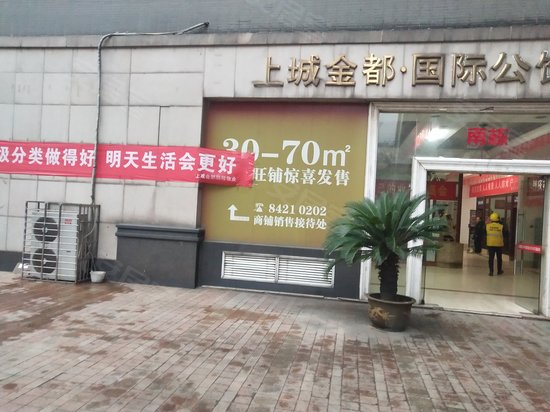 上城金都·国际公
圾分类做得好 明天生活会更好
30-70m²
旺铺惊喜发售
☎ 8421 0202
商铺销售接待处